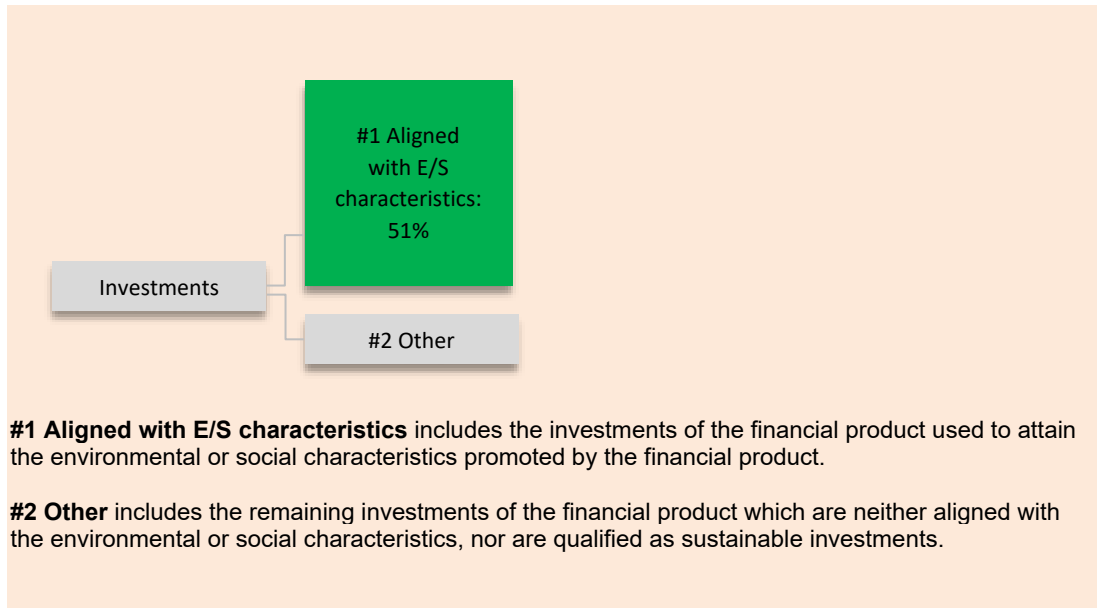 #1 Aligned
with E/S
characteristics:
51%
Investments
#2 Other
#1 Aligned with E/S characteristics includes the investments of the financial product used to attain
the environmental or social characteristics promoted by the financial product.
#2 Other includes the remaining investments of the financial product which are neither aligned with
the environmental or social characteristics, nor are qualified as sustainable investments.